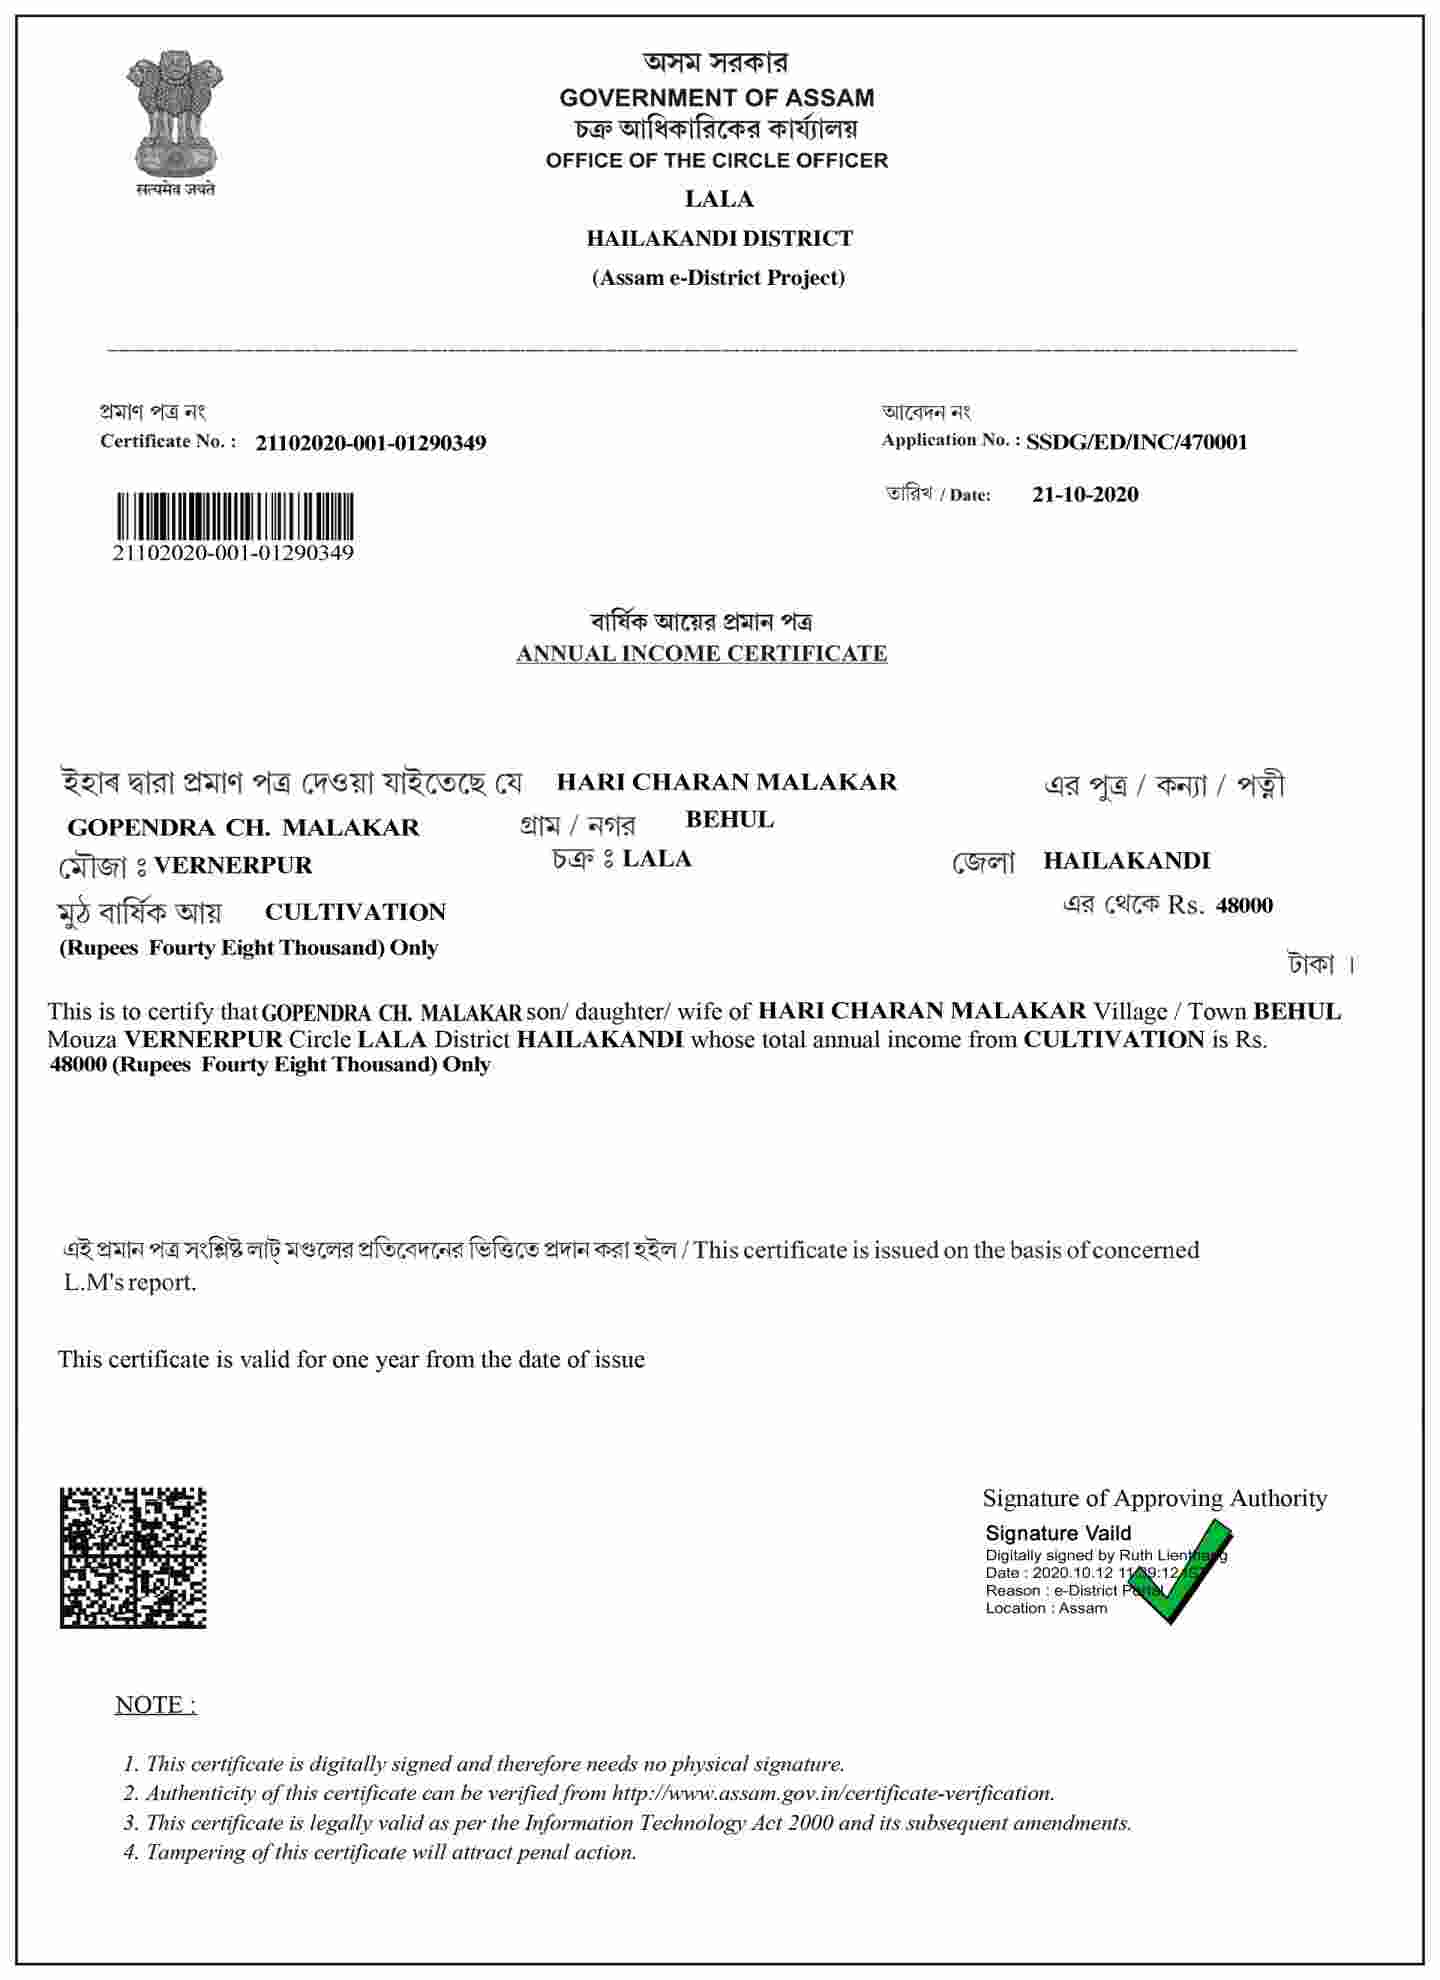 सत्यमेव जयते
অসম সরকার
GOVERNMENT OF ASSAM
চক্র আধিকারিকের কার্য্যালয়
OFFICE OF THE CIRCLE OFFICER
LALA
HAILAKANDI DISTRICT
(Assam e-District Project)
প্রমাণ পত্র নং
Certificate No. : 21102020-001-01290349
আবেদন নং
Application No. : SSDG/ED/INC/470001
তারিখ / Date: 21-10-2020
21102020-001-01290349
বার্ষিক আয়ের প্রমান পত্র
ANNUAL INCOME CERTIFICATE
ইহাৰ দ্বারা প্রমাণ পত্র দেওয়া যাইতেছে যে HARI CHARAN MALAKAR এর পুত্র / কন্যা / পত্নী
GOPENDRA CH. MALAKAR গ্রাম / নগর BEHUL
মৌজা ঃ VERNERPUR চক্র ঃ LALA জেলা HAILAKANDI
মুঠ বার্ষিক আয় CULTIVATION এর থেকে Rs. 48000
(Rupees Fourty Eight Thousand) Only
টাকা ।
This is to certify that GOPENDRA CH. MALAKAR son/ daughter/ wife of HARI CHARAN MALAKAR Village / Town BEHUL
Mouza VERNERPUR Circle LALA District HAILAKANDI whose total annual income from CULTIVATION is Rs.
48000 (Rupees Fourty Eight Thousand) Only
এই প্রমান পত্র সংশ্লিষ্ট লাট্ মণ্ডলের প্রতিবেদনের ভিত্তিতে প্রদান করা হইল / This certificate is issued on the basis of concerned
L.M's report.
This certificate is valid for one year from the date of issue
Signature of Approving Authority
Signature Vaild
Digitally signed by Ruth Lienthang
Date : 2020.10.12 11:39:12
Reason : e-District Portal
Location : Assam
NOTE :
1. This certificate is digitally signed and therefore needs no physical signature.
2. Authenticity of this certificate can be verified from http://www.assam.gov.in/certificate-verification.
3. This certificate is legally valid as per the Information Technology Act 2000 and its subsequent amendments.
4. Tampering of this certificate will attract penal action.